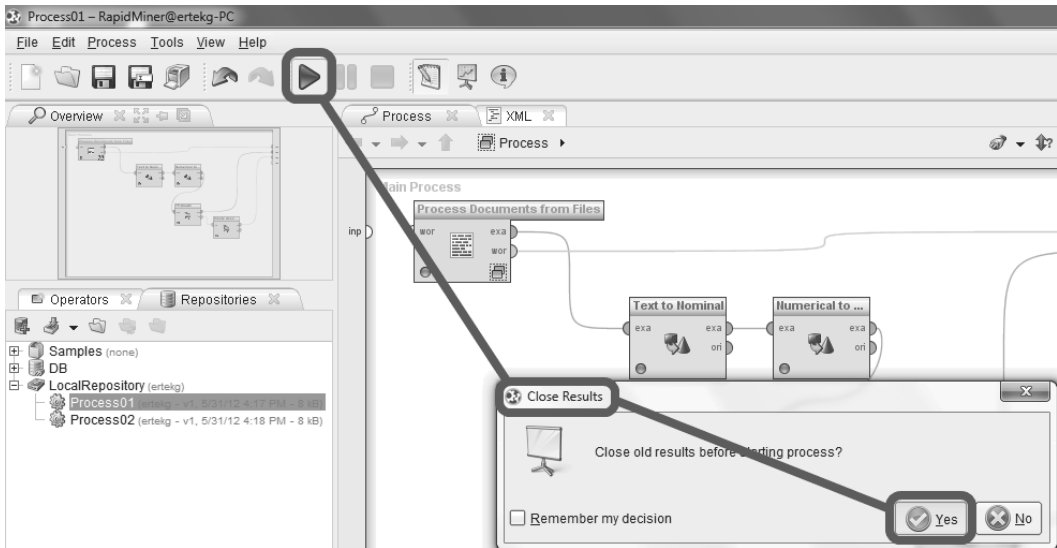 Process01 – RapidMiner@ertekg-PC
File Edit Process Tools View Help
Overview
Process
XML
Process
Main Process
Process Documents from Files
inp
wor
exa
wor
Text to Nominal
exa
exa
ori
Numerical to ...
exa
exa
ori
Operators
Repositories
Samples (none)
DB
LocalRepository (ertekg)
Process01 (ertekg - v1, 5/31/12 4:17 PM - 8 kB)
Process02 (ertekg - v1, 5/31/12 4:18 PM - 8 kB)
Close Results
Close old results before starting process?
Remember my decision
Yes
No